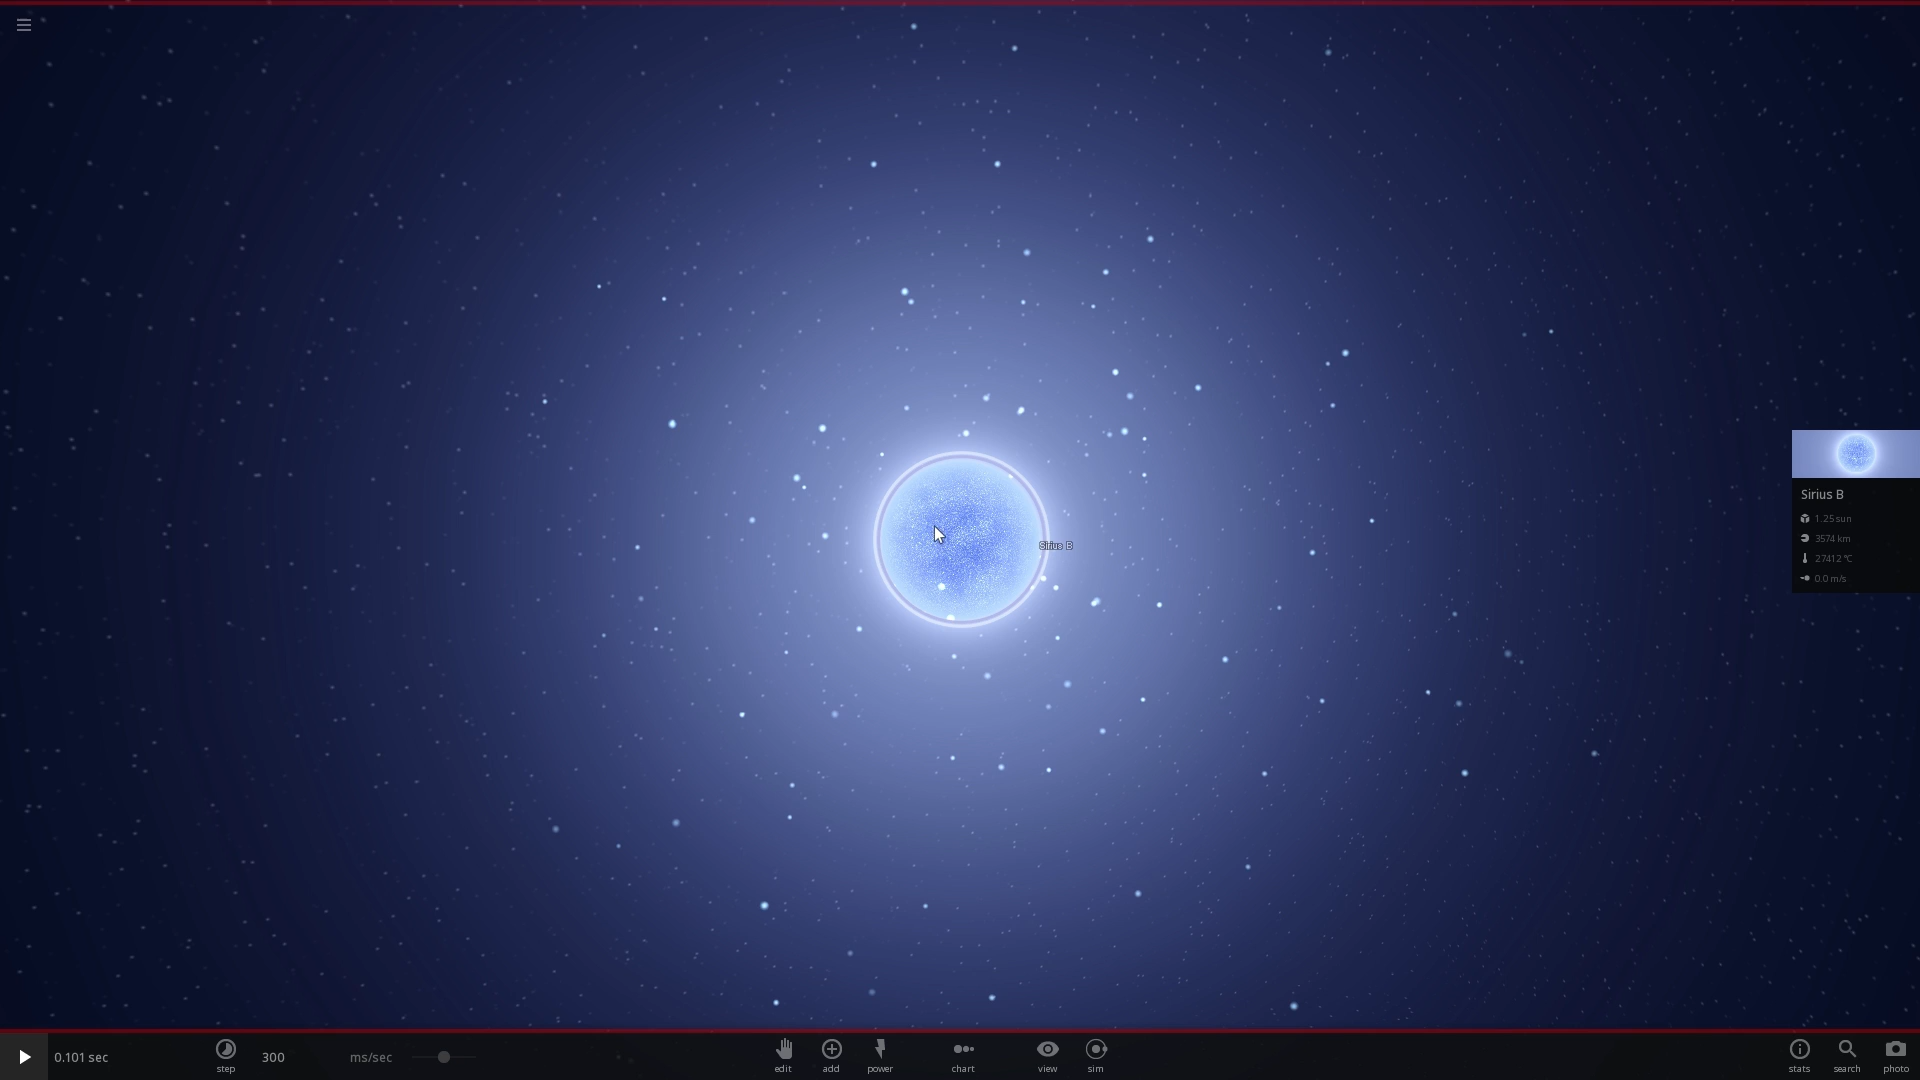 Sirius B
Sirius B
1.25 sun
3574 km
27412 °C
0.0 m/s
0.101 sec
step
300
ms/sec
edit
add
power
chart
view
sim
stats
search
photo